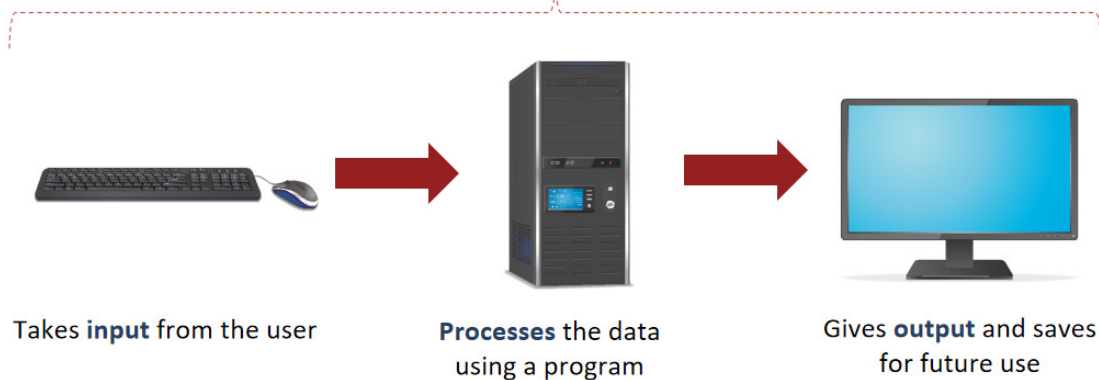 Takes input from the user
Processes the data
using a program
Gives output and saves
for future use